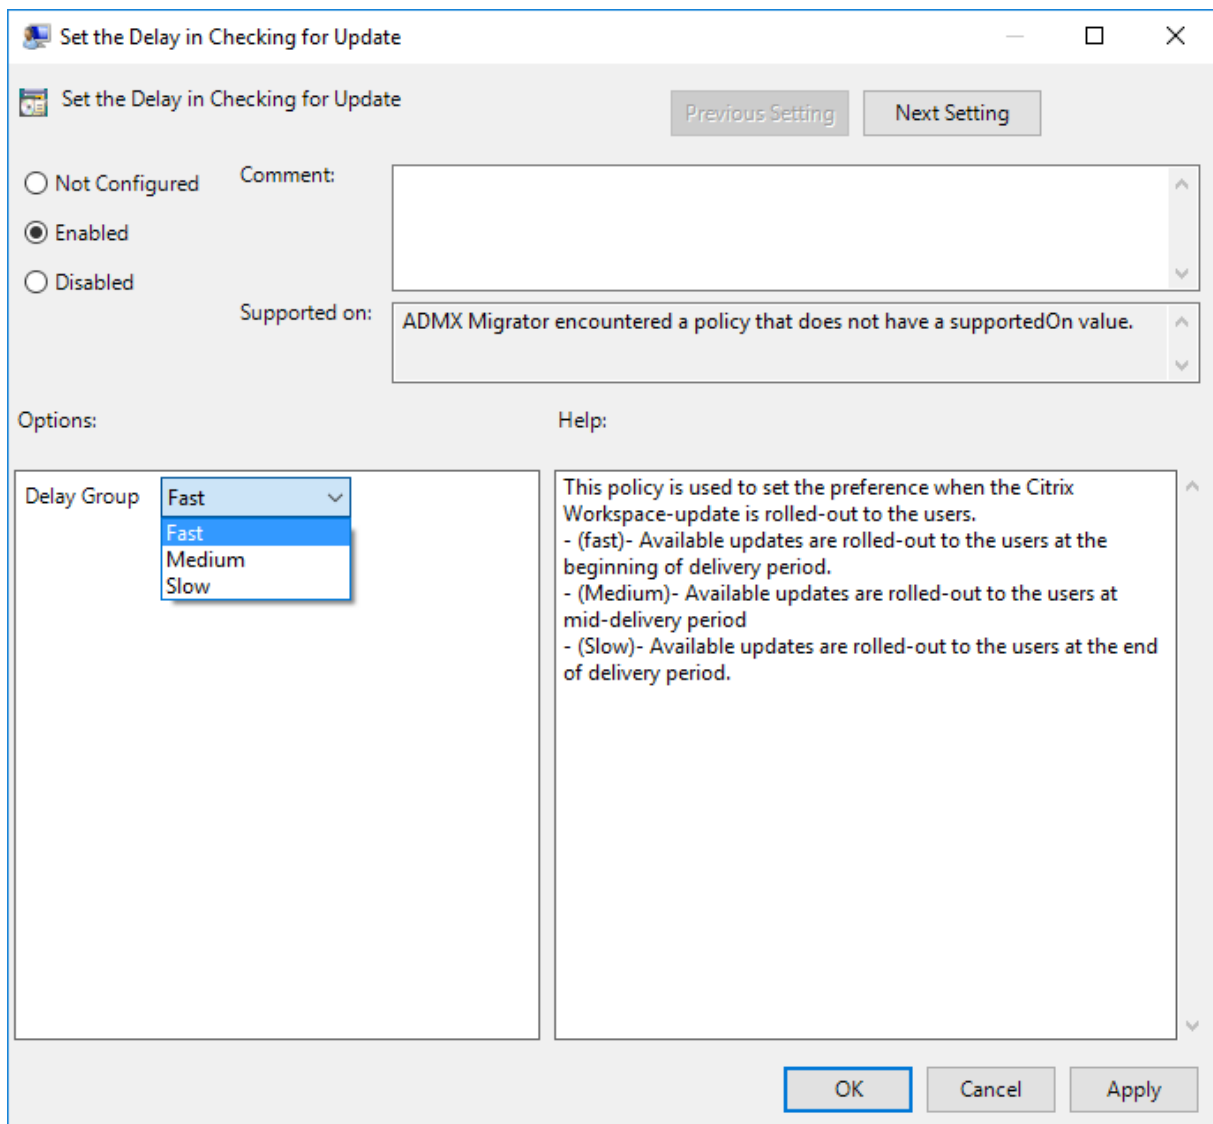 Set the Delay in Checking for Update
Set the Delay in Checking for Update
Previous Setting
Next Setting
Not Configured
Comment:
Enabled
Disabled
Supported on:
ADMX Migrator encountered a policy that does not have a supportedOn value.
Options:
Help:
Delay Group
Fast
Fast
Medium
Slow
This policy is used to set the preference when the Citrix
Workspace-update is rolled-out to the users.
- (fast)- Available updates are rolled-out to the users at the
beginning of delivery period.
- (Medium)- Available updates are rolled-out to the users at
mid-delivery period
- (Slow)- Available updates are rolled-out to the users at the end
of delivery period.
OK
Cancel
Apply